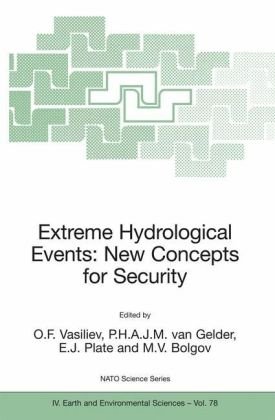 Extreme Hydrological
Events: New Concepts
for Security
Edited by
O.F. Vasiliev, P.H.A.J.M. van Gelder,
E.J. Plate and M.V. Bolgov
NATO Science Series
IV. Earth and Environmental Sciences – Vol. 78